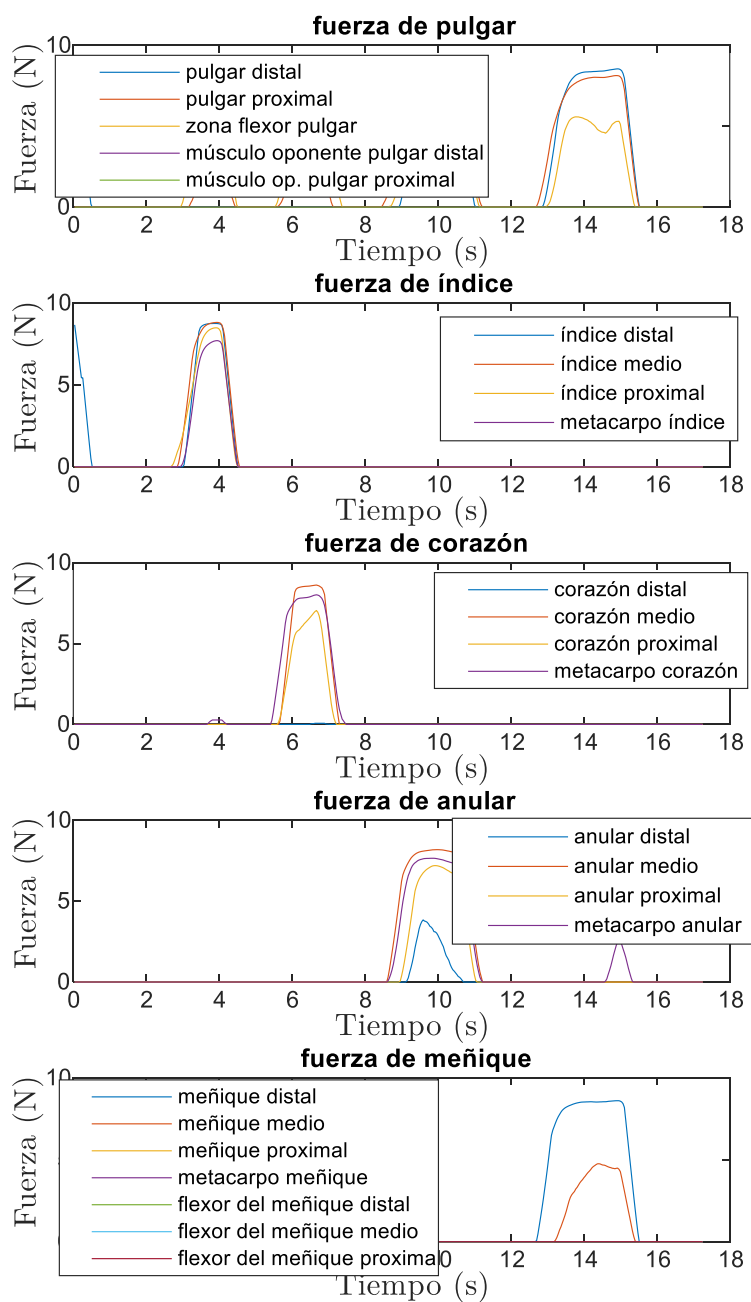 fuerza de pulgar
10
Fuerza (N)
pulgar distal
pulgar proximal
zona flexor pulgar
músculo oponente pulgar distal
músculo op. pulgar proximal
0
0 2 4 6 8 10 12 14 16 18
Tiempo (s)
fuerza de índice
10
5
0
Fuerza (N)
índice distal
índice medio
índice proximal
metacarpo índice
0 2 4 6 8 10 12 14 16 18
Tiempo (s)
fuerza de corazón
10
5
0
Fuerza (N)
corazón distal
corazón medio
corazón proximal
metacarpo corazón
0 2 4 6 8 10 12 14 16 18
Tiempo (s)
fuerza de anular
10
5
0
Fuerza (N)
anular distal
anular medio
anular proximal
metacarpo anular
0 2 4 6 8 10 12 14 16 18
Tiempo (s)
fuerza de meñique
10
Fuerza (N)
meñique distal
meñique medio
meñique proximal
metacarpo meñique
flexor del meñique distal
flexor del meñique medio
flexor del meñique proximal
10 12 14 16 18
Tiempo (s)